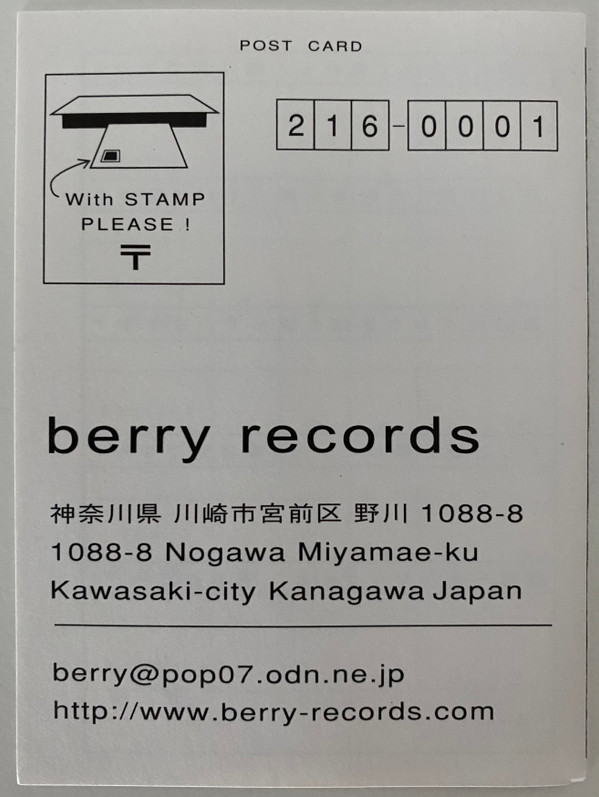 POST CARD
216-0001
With STAMP
PLEASE !
〒
berry records
神奈川県 川崎市宮前区 野川 1088-8
1088-8 Nogawa Miyamae-ku
Kawasaki-city Kanagawa Japan
berry@pop07.odn.ne.jp
http://www.berry-records.com